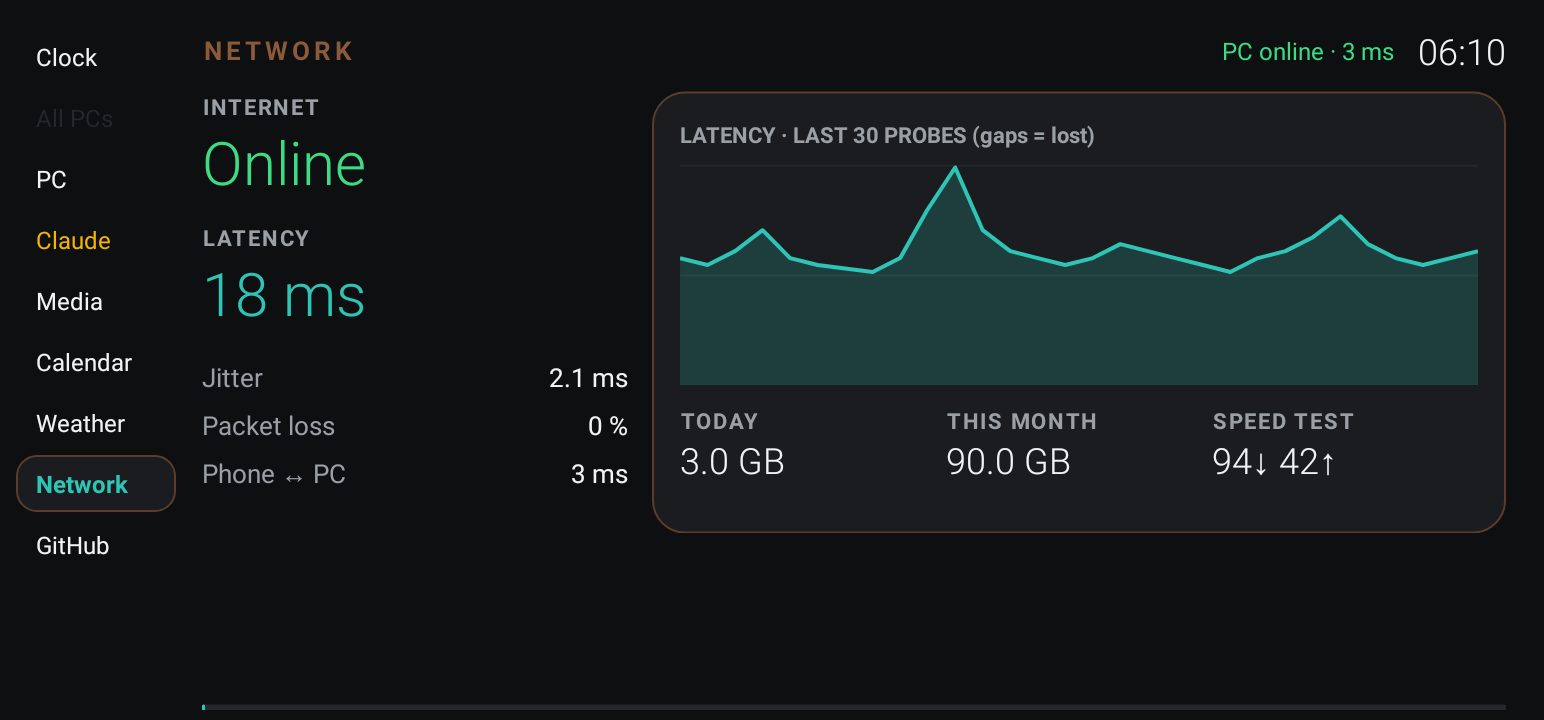 Clock
All PCs
PC
Claude
Media
Calendar
Weather
Network
GitHub
NETWORK
PC online · 3 ms 06:10
INTERNET
Online
LATENCY
18 ms
Jitter 2.1 ms
Packet loss 0 %
Phone ↔ PC 3 ms
LATENCY · LAST 30 PROBES (gaps = lost)
TODAY THIS MONTH SPEED TEST
3.0 GB 90.0 GB 94↓ 42↑